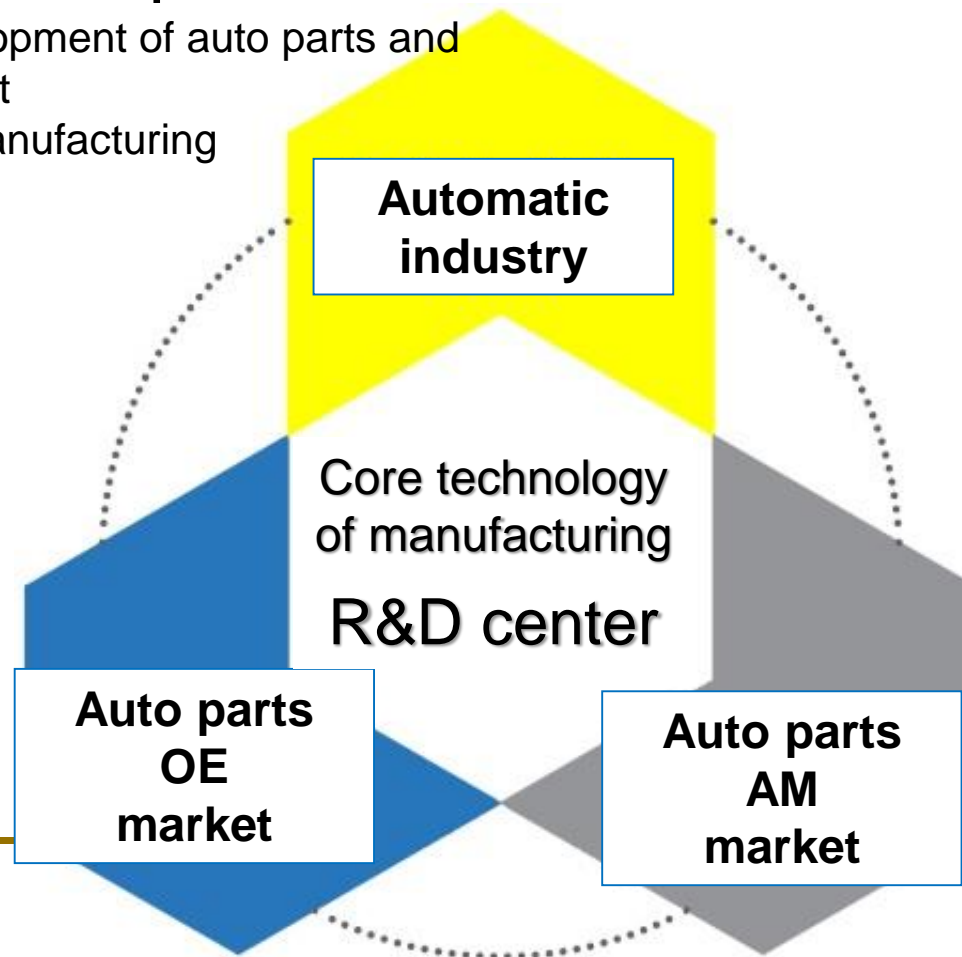 opment of auto parts and
t
anufacturing
Automatic
industry
Core technology
of manufacturing
R&D center
Auto parts
OE
market
Auto parts
AM
market